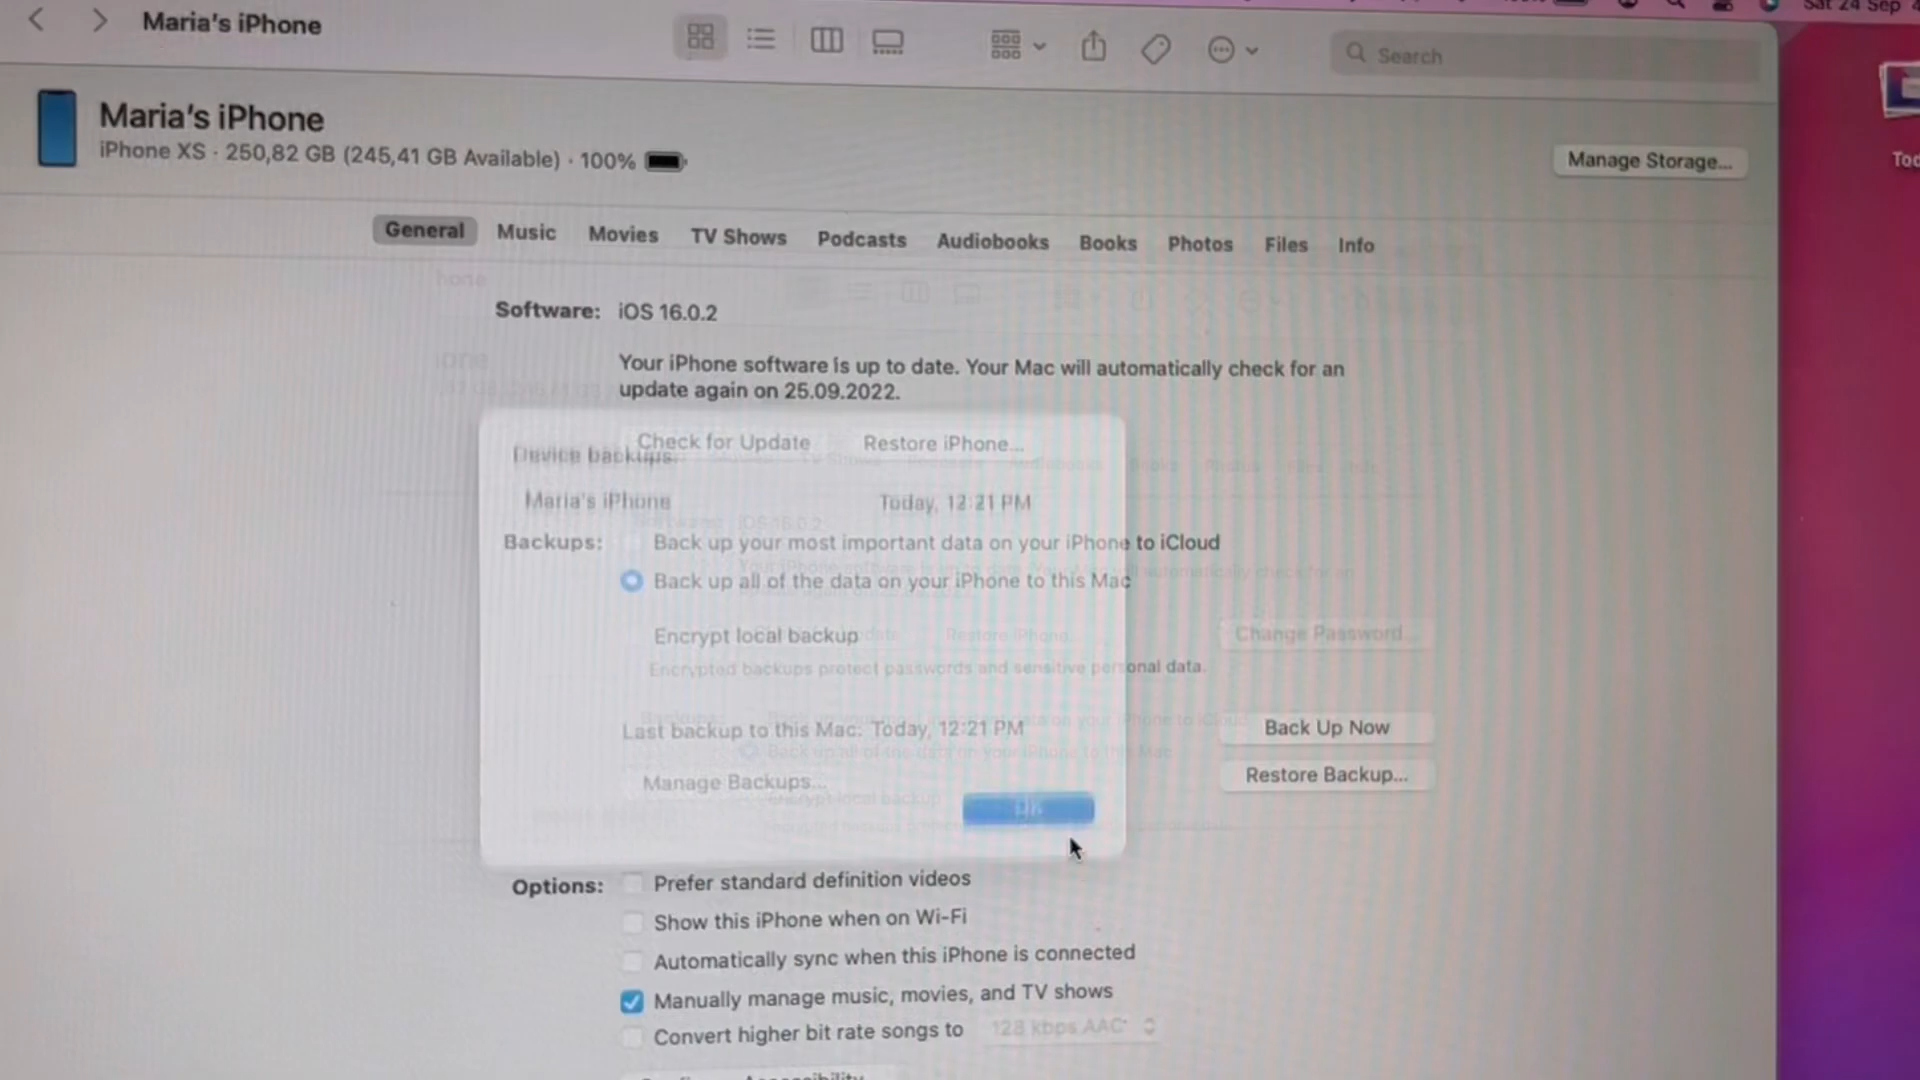 Maria's iPhone
Search
Sat 24 Sep
Maria's iPhone
iPhone XS · 250,82 GB (245,41 GB Available) · 100%
Manage Storage...
General Music Movies TV Shows Podcasts Audiobooks Books Photos Files Info
Software: iOS 16.0.2
Your iPhone software is up to date. Your Mac will automatically check for an
update again on 25.09.2022.
Check for Update Restore iPhone...
Device backups:
Maria's iPhone Today, 12:21 PM
Backups: Back up your most important data on your iPhone to iCloud
Back up all of the data on your iPhone to this Mac
Encrypt local backup Change Password...
Encrypted backups protect passwords and sensitive personal data.
Last backup to this Mac: Today, 12:21 PM Back Up Now
Manage Backups... Restore Backup...
OK
Options: Prefer standard definition videos
Show this iPhone when on Wi-Fi
Automatically sync when this iPhone is connected
Manually manage music, movies, and TV shows
Convert higher bit rate songs to 128 kbps AAC